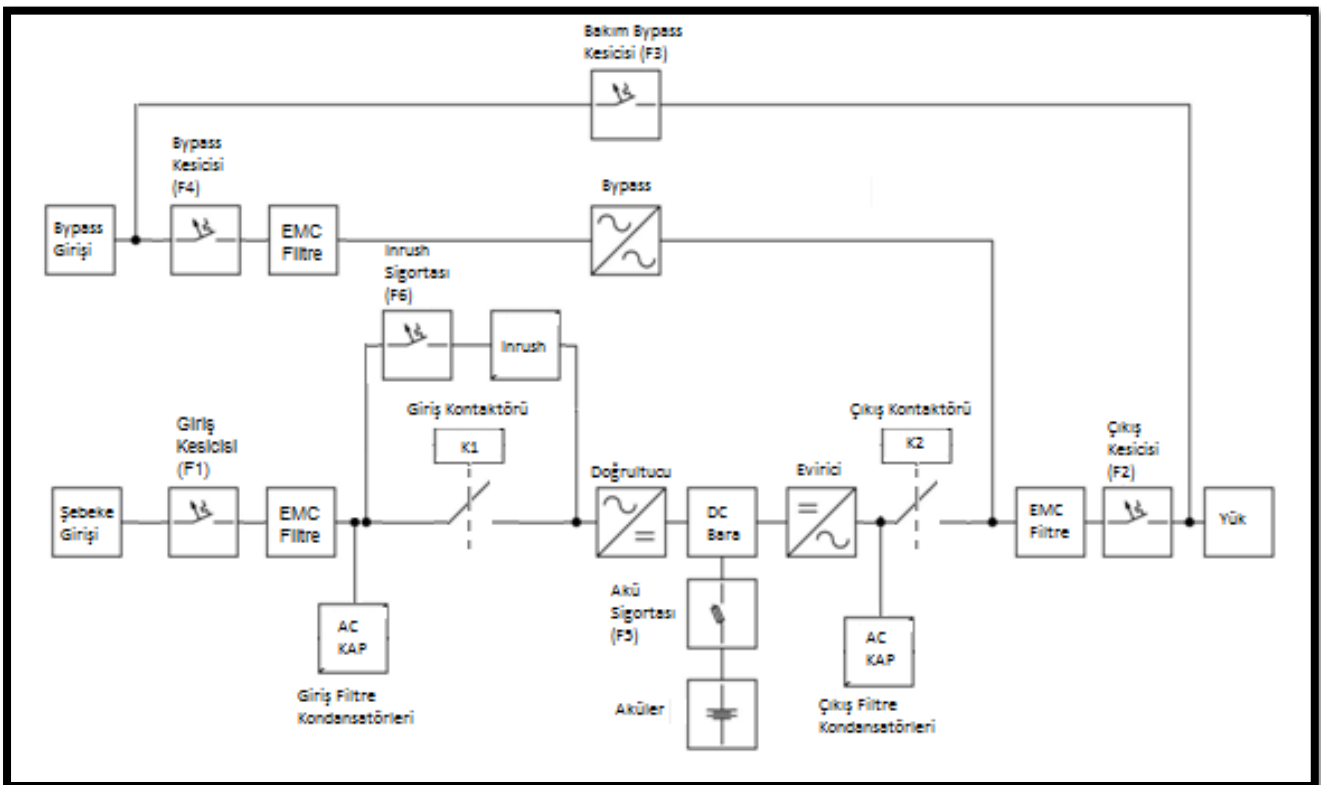 Bakım Bypass
Kesicisi (F3)
Bypass
Kesicisi
(F4)
Bypass
Bypass
Girişi
EMC
Filtre
Inrush
Sigortası
(F6)
Inrush
Giriş Kontaktörü
K1
Çıkış Kontaktörü
K2
Giriş
Kesicisi
(F1)
Çıkış
Kesicisi
(F2)
Doğrultucu
Evirici
Şebeke
Girişi
EMC
Filtre
DC
Bara
EMC
Filtre
Yük
Akü
Sigortası
(F5)
AC
KAP
AC
KAP
Giriş Filtre
Kondansatörleri
Aküler
Çıkış Filtre
Kondansatörleri